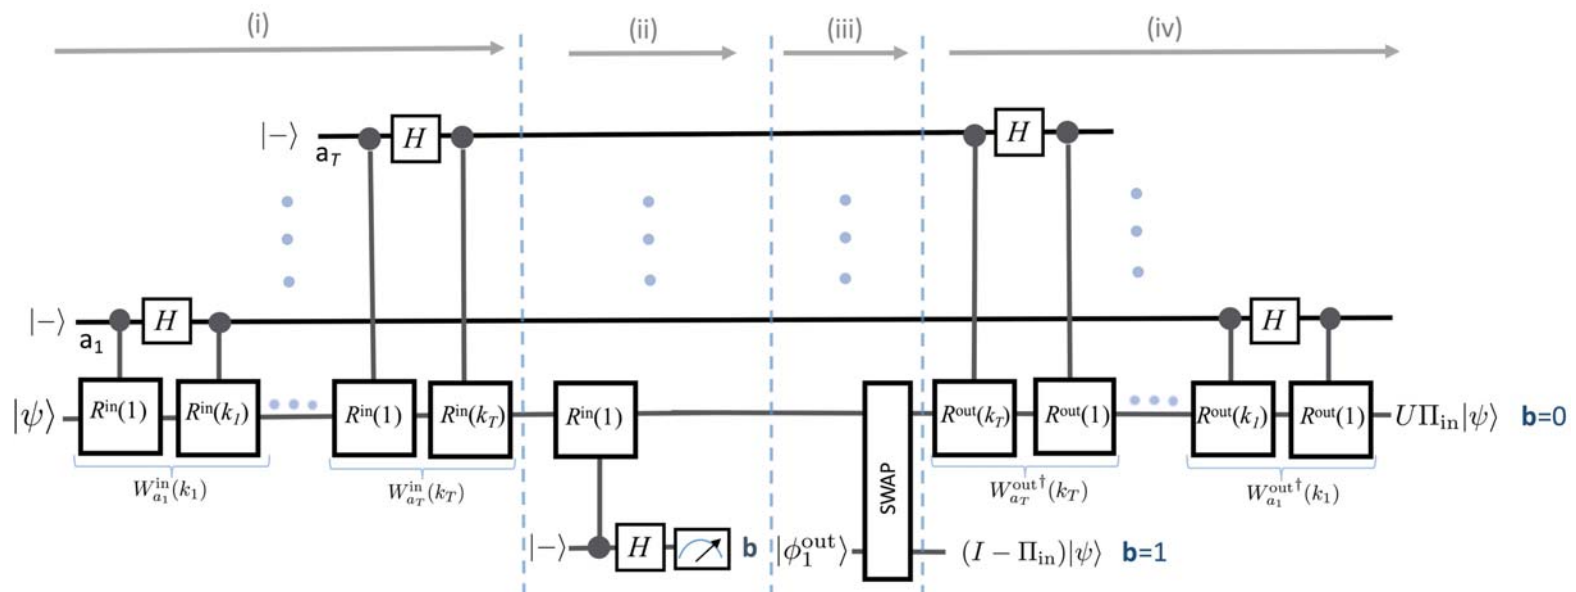 (i) (ii) (iii) (iv)
|−⟩ H H
a_T
|−⟩ H H
a_1
|ψ⟩ R^in(1) R^in(k_1) R^in(1) R^in(k_T) R^in(1) R^out(k_T) R^out(1) R^out(k_1) R^out(1) UΠ_in|ψ⟩ b=0
SWAP
W^in_{a_1}(k_1) W^in_{a_T}(k_T) W^{out†}_{a_T}(k_T) W^{out†}_{a_1}(k_1)
|−⟩ H b |ϕ^out_1⟩ (I − Π_in)|ψ⟩ b=1